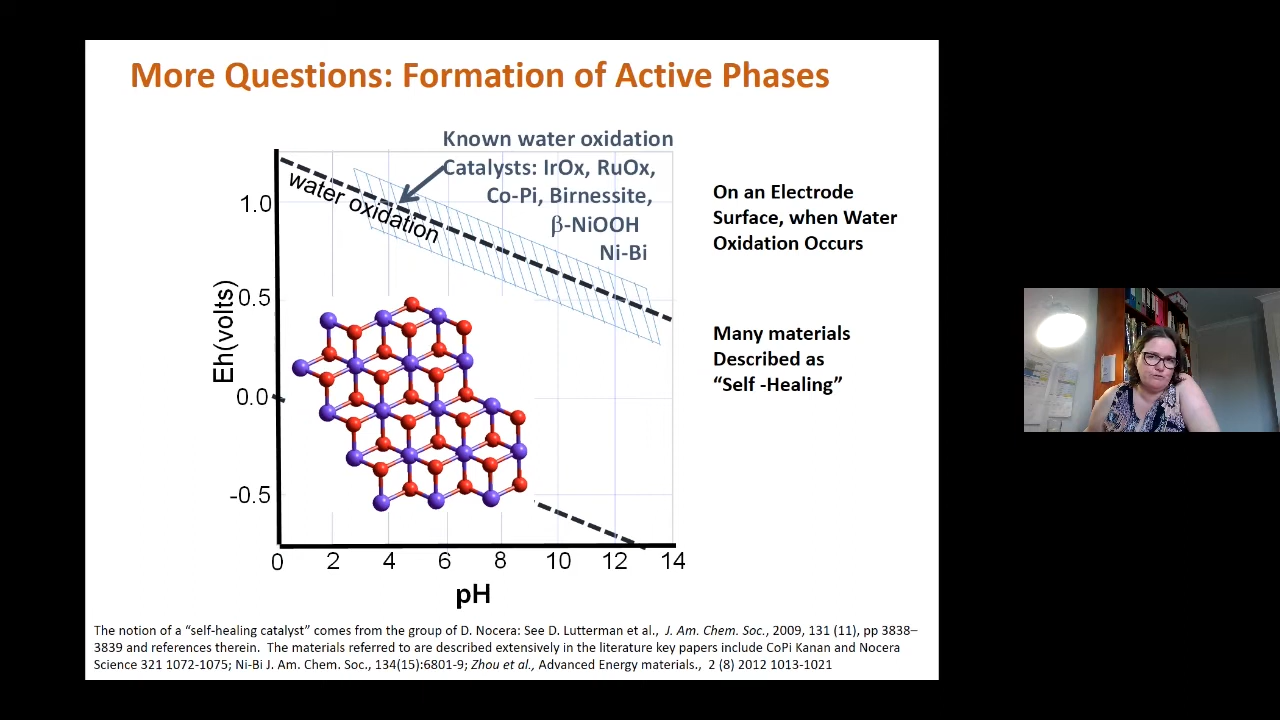 More Questions: Formation of Active Phases
Known water oxidation
Catalysts: IrOx, RuOx,
Co-Pi, Birnessite,
β-NiOOH
Ni-Bi
water oxidation
On an Electrode
Surface, when Water
Oxidation Occurs
Many materials
Described as
“Self -Healing”
Eh(volts)
1.0
0.5
0.0
-0.5
0 2 4 6 8 10 12 14
pH
The notion of a “self-healing catalyst” comes from the group of D. Nocera: See D. Lutterman et al., J. Am. Chem. Soc., 2009, 131 (11), pp 3838–
3839 and references therein. The materials referred to are described extensively in the literature key papers include CoPi Kanan and Nocera
Science 321 1072-1075; Ni-Bi J. Am. Chem. Soc., 134(15):6801-9; Zhou et al., Advanced Energy materials., 2 (8) 2012 1013-1021